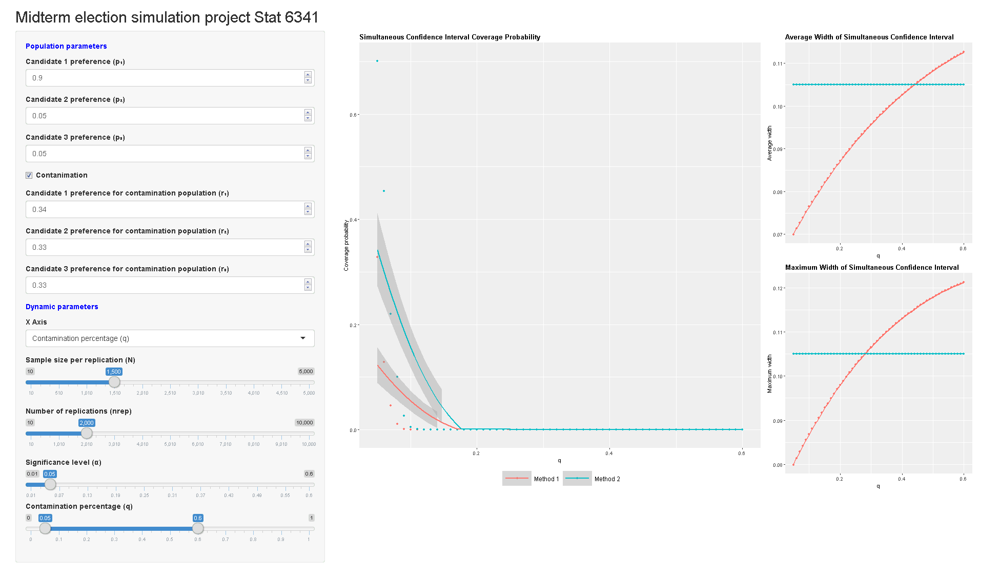 Midterm election simulation project Stat 6341
Population parameters
Candidate 1 preference (p₁)
0.9
Candidate 2 preference (p₂)
0.05
Candidate 3 preference (p₃)
0.05
Contanimation
Candidate 1 preference for contamination population (r₁)
0.34
Candidate 2 preference for contamination population (r₂)
0.33
Candidate 3 preference for contamination population (r₃)
0.33
Dynamic parameters
X Axis
Contamination percentage (q)
Sample size per replication (N)
10 1,500 5,000
10 510 1,010 1,510 2,010 2,510 3,010 3,510 4,010 4,510 5,000
Number of replications (nrep)
10 2,000 10,000
10 1,010 2,010 3,010 4,010 5,010 6,010 7,010 8,010 9,010 10,000
Significance level (α)
0.01 0.05 0.6
0.01 0.07 0.13 0.19 0.25 0.31 0.37 0.43 0.49 0.55 0.6
Contamination percentage (q)
0 0.05 0.6 1
0 0.1 0.2 0.3 0.4 0.5 0.6 0.7 0.8 0.9 1
Simultaneous Confidence Interval Coverage Probability
Coverage probability
0.6
0.4
0.2
0.0
0.2 0.4 0.6
q
Method 1 Method 2
Average Width of Simultaneous Confidence Interval
Average width
0.11
0.10
0.09
0.08
0.07
0.2 0.4 0.6
q
Maximum Width of Simultaneous Confidence Interval
Maximum width
0.12
0.11
0.10
0.09
0.08
0.2 0.4 0.6
q